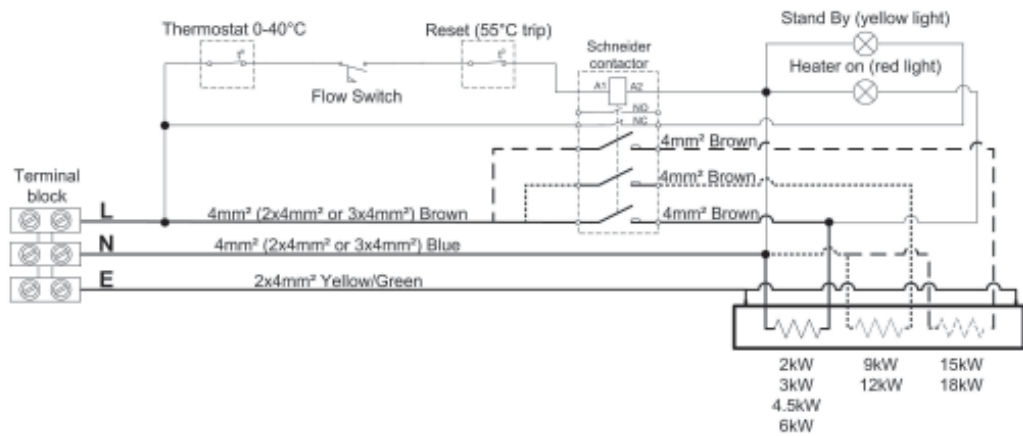 Thermostat 0-40°C
Reset (55°C trip)
Stand By (yellow light)
Schneider
contactor
Heater on (red light)
Flow Switch
A1
A2
NO
NC
4mm² Brown
4mm² Brown
4mm² Brown
Terminal
block
L
4mm² (2x4mm² or 3x4mm²) Brown
N
4mm² (2x4mm² or 3x4mm²) Blue
E
2x4mm² Yellow/Green
2kW
3kW
4.5kW
6kW
9kW
12kW
15kW
18kW